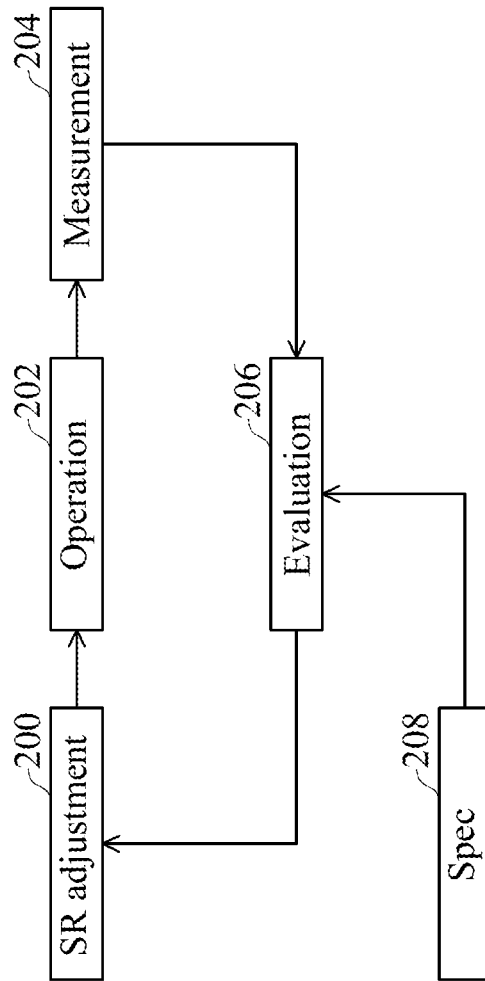 200
SR adjustment
202
Operation
204
Measurement
206
Evaluation
208
Spec